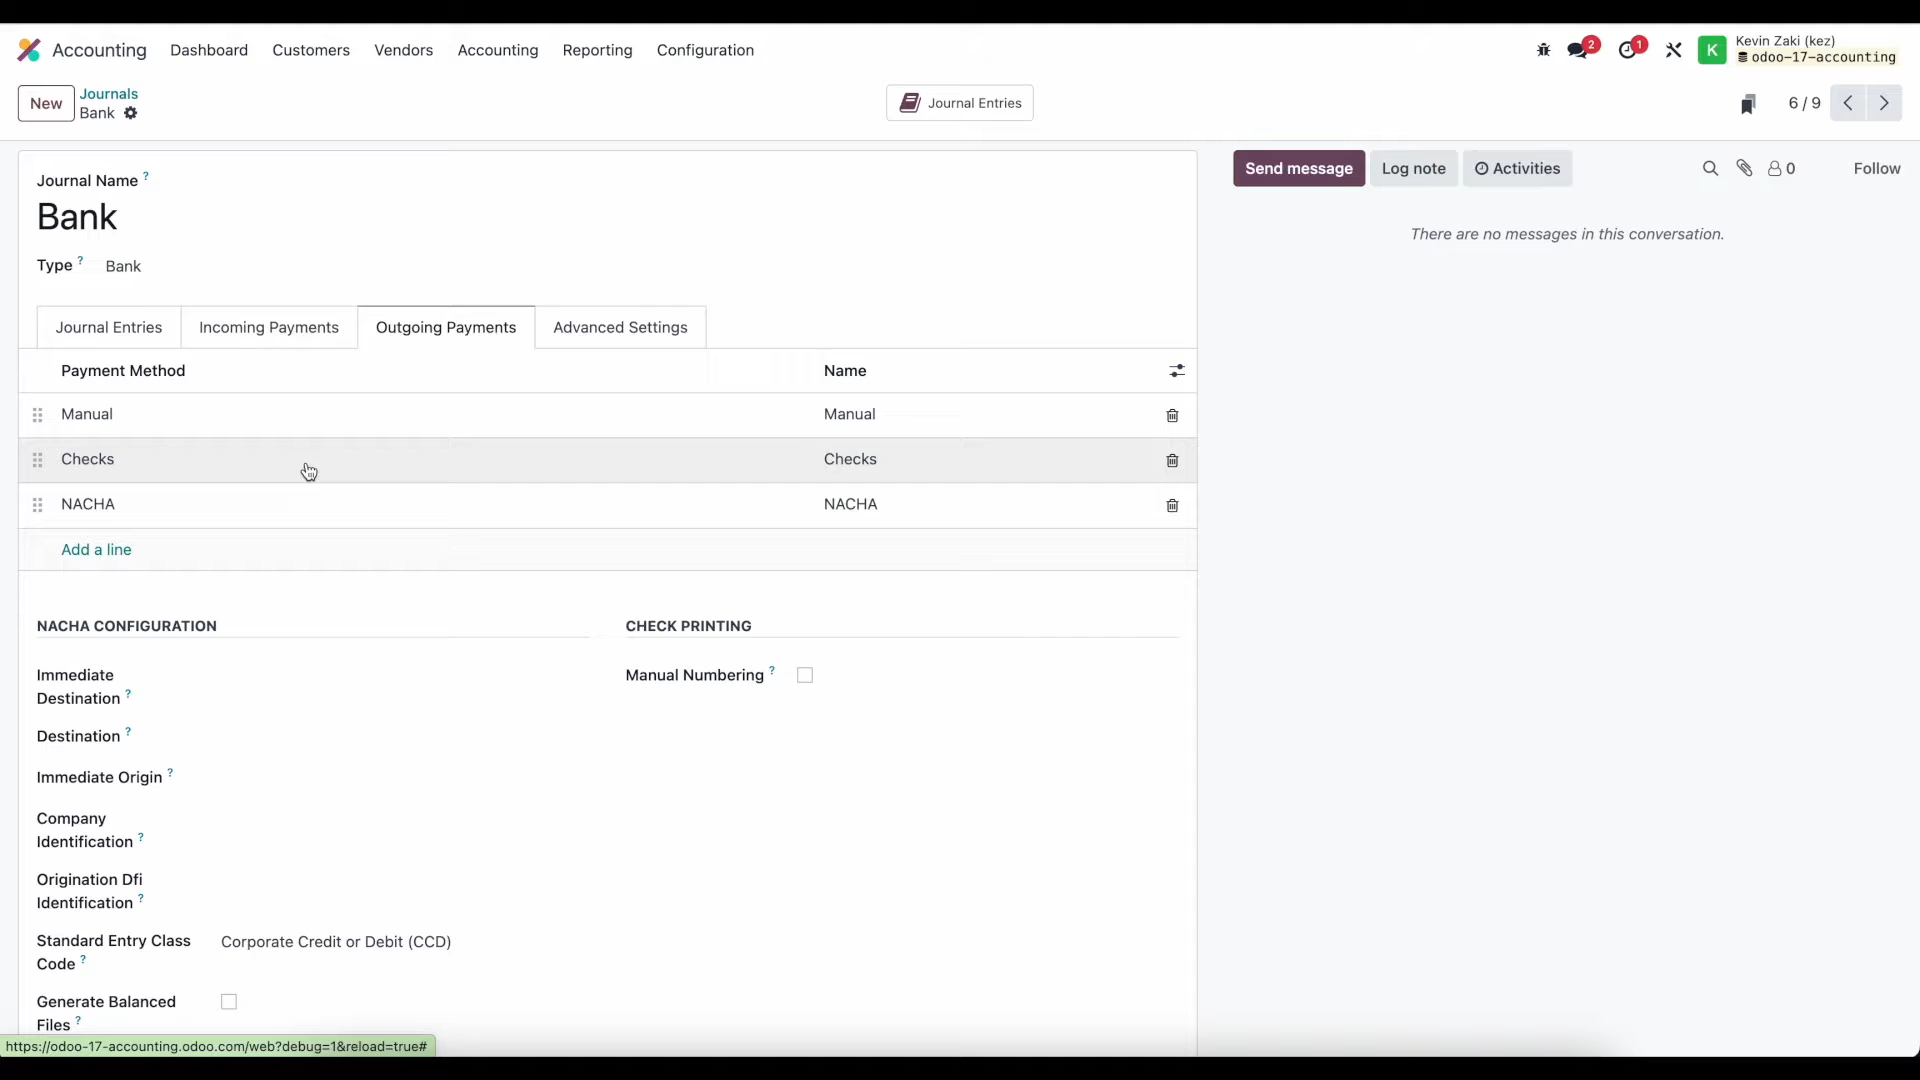 Accounting Dashboard Customers Vendors Accounting Reporting Configuration 2 1 K Kevin Zaki (kez)
odoo-17-accounting
New Journals
Bank
Journal Entries
6 / 9
Journal Name ?
Bank
Type ? Bank
Journal Entries Incoming Payments Outgoing Payments Advanced Settings
Payment Method Name
Manual Manual
Checks Checks
NACHA NACHA
Add a line
NACHA CONFIGURATION
Immediate
Destination ?
Destination ?
Immediate Origin ?
Company
Identification ?
Origination Dfi
Identification ?
Standard Entry Class
Code ?
Corporate Credit or Debit (CCD)
Generate Balanced
Files ?
CHECK PRINTING
Manual Numbering ?
Send message Log note Activities 0 Follow
There are no messages in this conversation.
https://odoo-17-accounting.odoo.com/web?debug=1&reload=true#